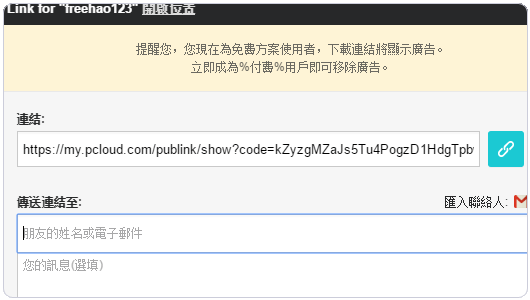 Link for "freehao123" 開啟位置
提醒您，您現在為免費方案使用者，下載連結將顯示廣告。
立即成為%付費%用戶即可移除廣告。
連結:
https://my.pcloud.com/publink/show?code=kZyzgMZaJs5Tu4PogzD1HdgTpb
傳送連結至:
匯入聯絡人:
朋友的姓名或電子郵件
您的訊息(選填)